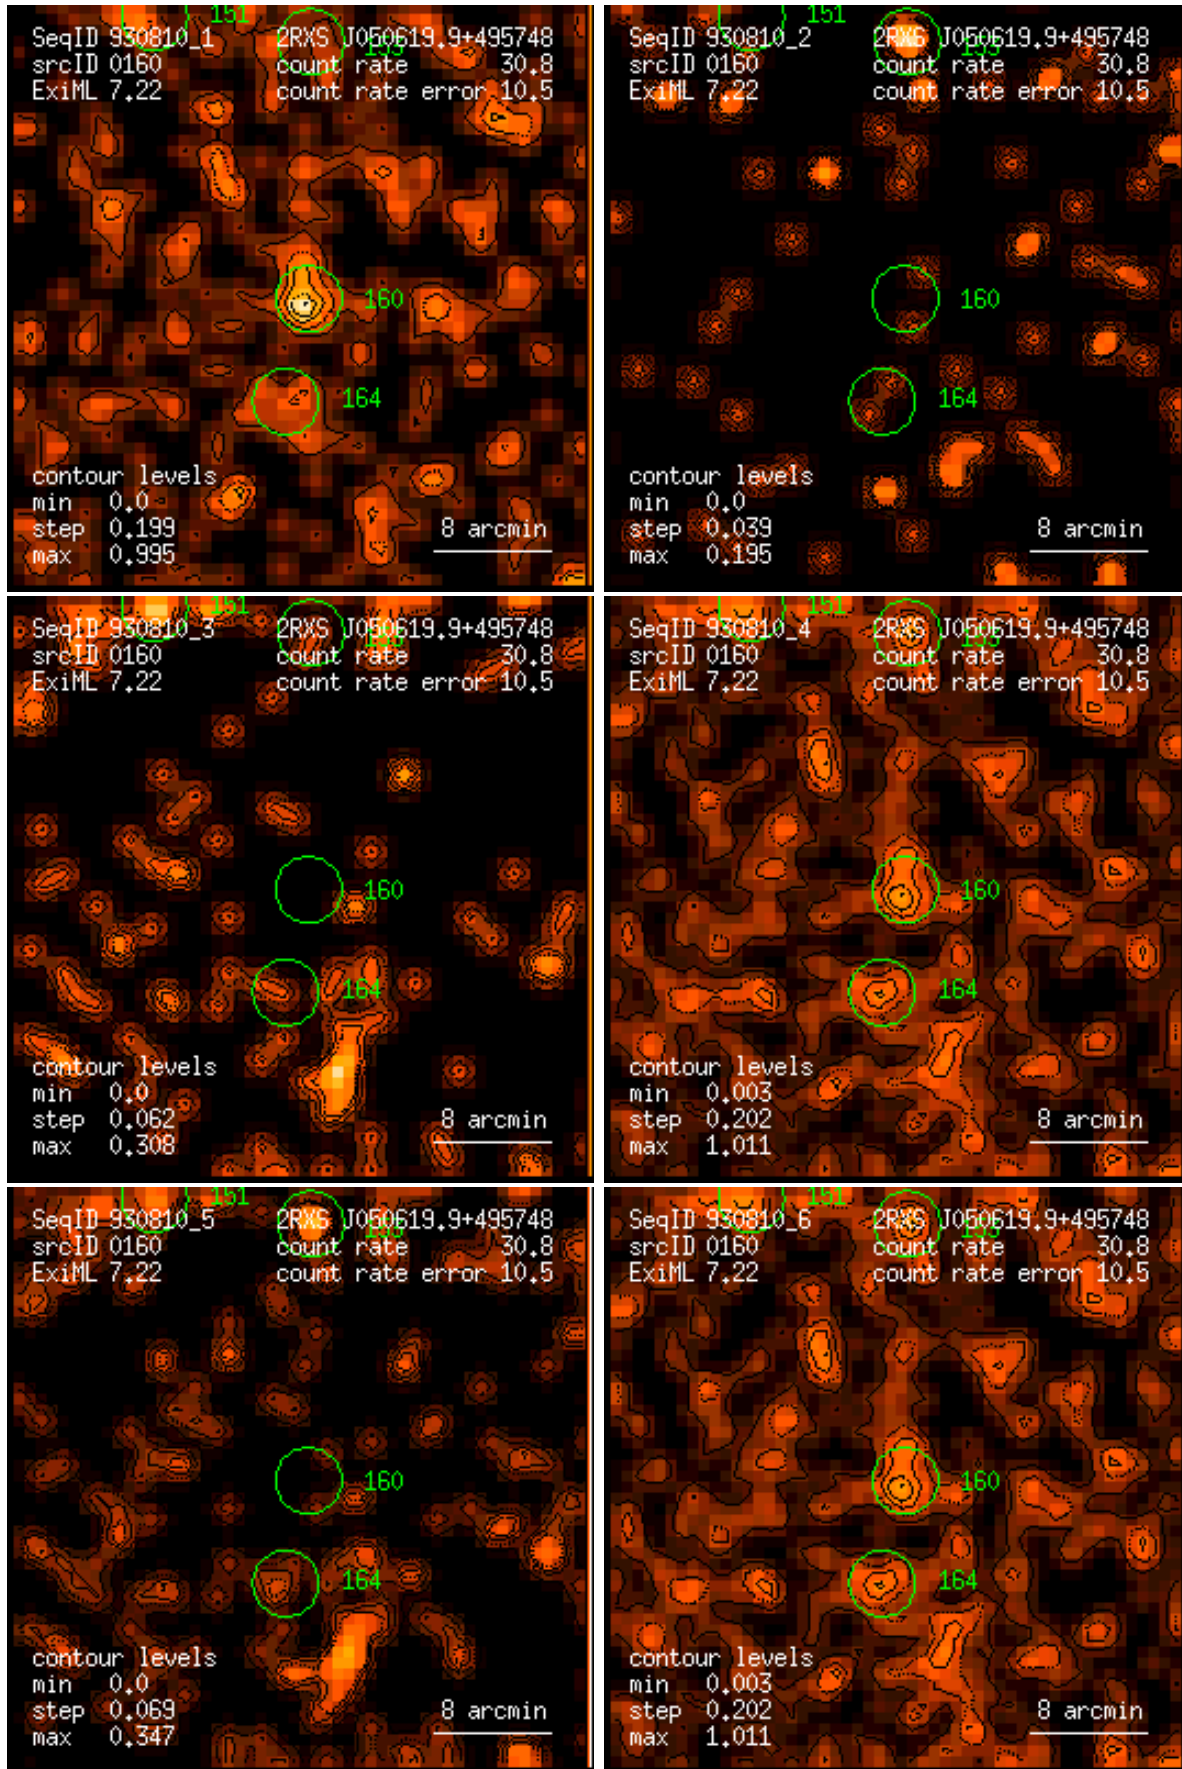 151
SeqID 930810_1 2RXS J050619.9+495748
srcID 0160 count rate 30.8
ExiML 7.22 count rate error 10.5
160
164
contour levels
min 0.0
step 0.199
max 0.995
8 arcmin
151
SeqID 930810_2 2RXS J050619.9+495748
srcID 0160 count rate 30.8
ExiML 7.22 count rate error 10.5
160
164
contour levels
min 0.0
step 0.039
max 0.195
8 arcmin
151
SeqID 930810_3 2RXS J050619.9+495748
srcID 0160 count rate 30.8
ExiML 7.22 count rate error 10.5
160
164
contour levels
min 0.0
step 0.062
max 0.308
8 arcmin
151
SeqID 930810_4 2RXS J050619.9+495748
srcID 0160 count rate 30.8
ExiML 7.22 count rate error 10.5
160
164
contour levels
min 0.003
step 0.202
max 1.011
8 arcmin
151
SeqID 930810_5 2RXS J050619.9+495748
srcID 0160 count rate 30.8
ExiML 7.22 count rate error 10.5
160
164
contour levels
min 0.0
step 0.069
max 0.347
8 arcmin
151
SeqID 930810_6 2RXS J050619.9+495748
srcID 0160 count rate 30.8
ExiML 7.22 count rate error 10.5
160
164
contour levels
min 0.003
step 0.202
max 1.011
8 arcmin